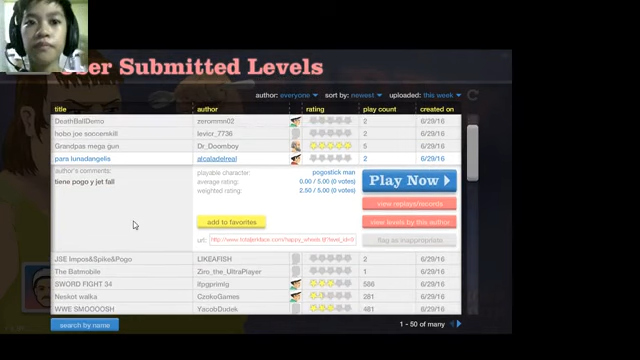 User Submitted Levels
author: everyone sort by: newest uploaded: this week
title author rating play count created on
DeathBallDemo zerommn02 2 6/29/16
hobo joe soccerskill levior_7736 2 6/29/16
Grandpas mega gun Dr_Doorsboy 5 6/29/16
para lunadangelis alcaladelreal 2 6/29/16
author's comments:
tiene pogo y jet fall
playable character: pogostick man
average rating: 0.00 / 5.00 (0 votes)
weighted rating: 2.50 / 5.00 (0 votes)
Play Now
view replays/records
add to favorites
view levels by this author
flag as inappropriate
JSE Impos&Spike&Pogo LIKEAFISH 2 6/29/16
The Batmobile Ziro_the_UltraPlayer 1 6/29/16
SWORD FIGHT 34 586 6/29/16
Neskot walka CzokoGames 281 6/29/16
WWE SMOOOOSH YacobDudek 481 6/29/16
search by name
1 - 50 of many